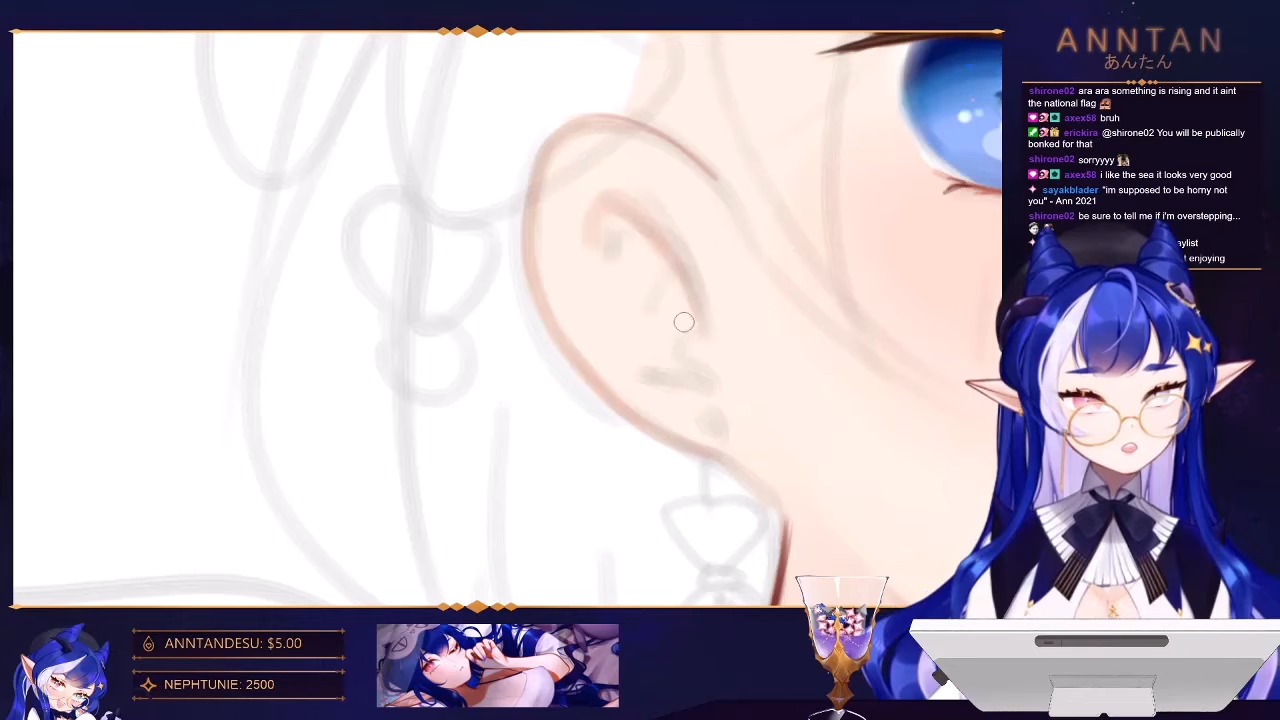 ANNTAN
あんたん
shirone02 ara ara something is rising and it aint
the national flag
axex58 bruh
erickira @shirone02 You will be publically
bonked for that
shirone02 sorryyyy
axex58 i like the sea it looks very good
sayakblader "im supposed to be horny not
you" - Ann 2021
shirone02 be sure to tell me if i'm overstepping...
aylist
t enjoying
ANNTANDESU: $5.00
NEPHTUNIE: 2500